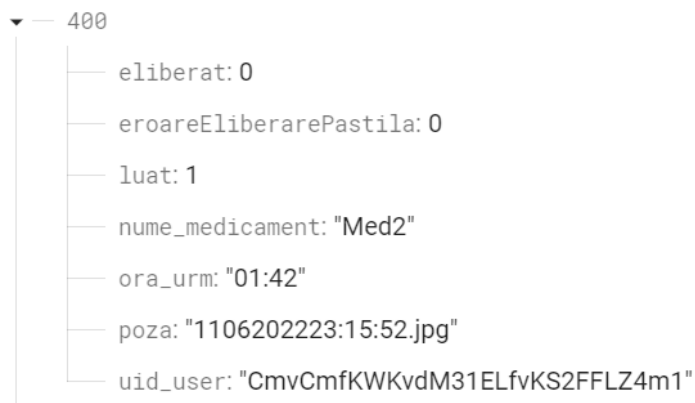 400
eliberat: 0
eroareEliberarePastila: 0
luat: 1
nume_medicament: "Med2"
ora_urm: "01:42"
poza: "1106202223:15:52.jpg"
uid_user: "CmvCmfKWKvdM31ELfvKS2FFLZ4m1"